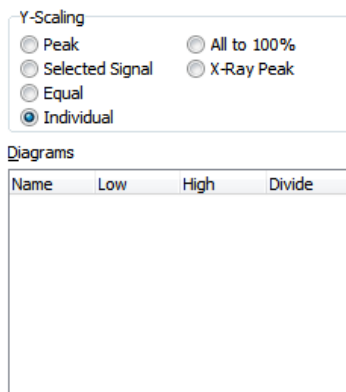 Y-Scaling
Peak All to 100%
Selected Signal X-Ray Peak
Equal
Individual
Diagrams
Name Low High Divide